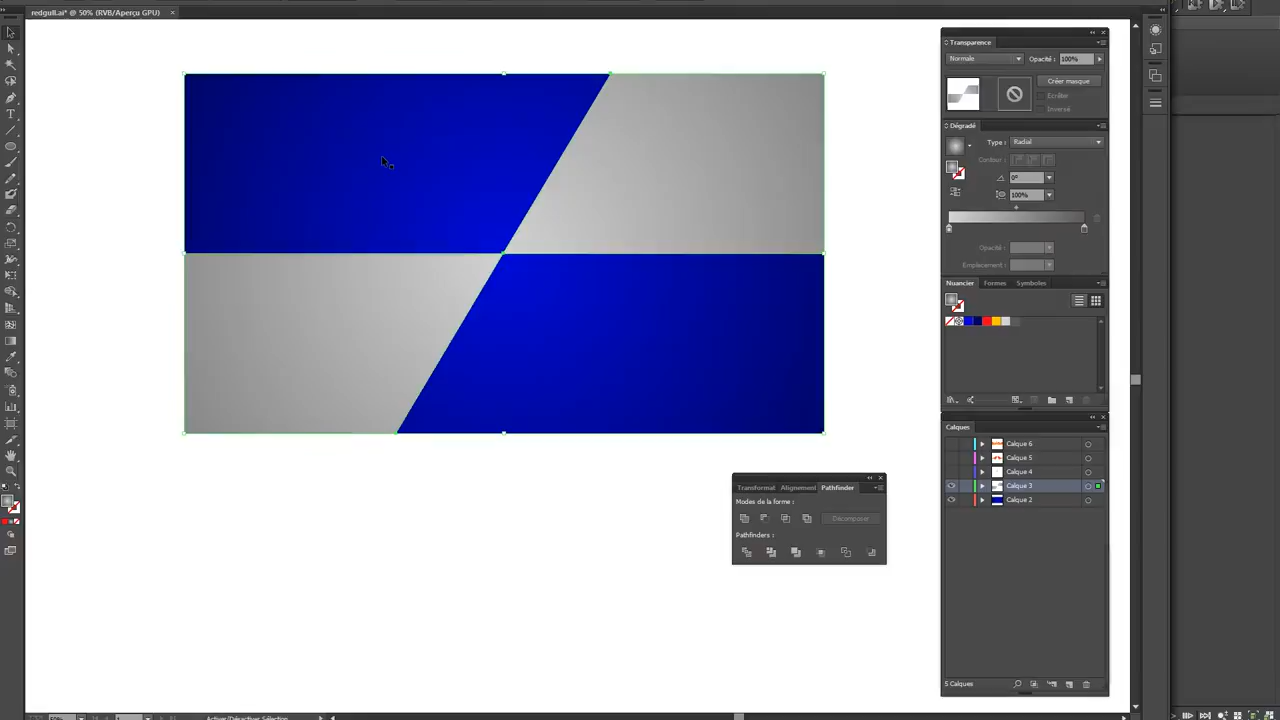 redgull.ai* @ 50% (RVB/Aperçu GPU)
Transparence
Normale
Opacité : 100%
Créer masque
Ecrêter
Inversé
Dégradé
Type : Radial
Contour :
0°
100%
Opacité :
Emplacement :
Nuancier Formes Symboles
Calques
Calque 6
Calque 5
Calque 4
Calque 3
Calque 2
Transformat Alignement Pathfinder
Modes de la forme :
Décomposer
Pathfinders :
5 Calques
Activer/Désactiver Sélection